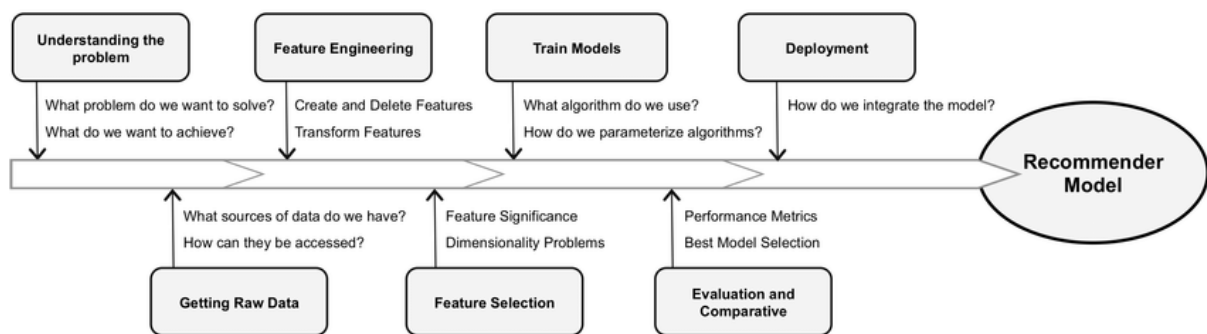 Understanding the
problem
Feature Engineering
Train Models
Deployment
What problem do we want to solve?
What do we want to achieve?
Create and Delete Features
Transform Features
What algorithm do we use?
How do we parameterize algorithms?
How do we integrate the model?
Recommender
Model
What sources of data do we have?
How can they be accessed?
Feature Significance
Dimensionality Problems
Performance Metrics
Best Model Selection
Getting Raw Data
Feature Selection
Evaluation and
Comparative